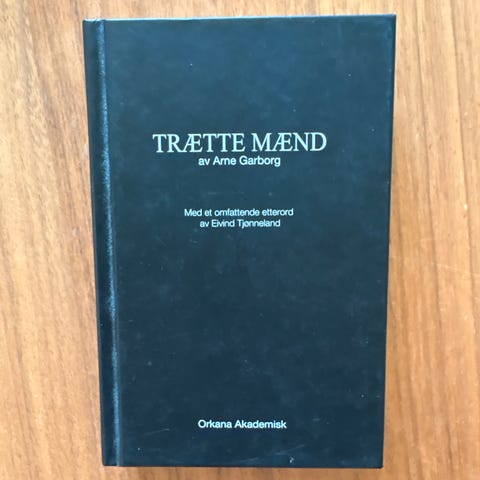 TRÆTTE MÆND
av Arne Garborg
Med et omfattende etterord
av Eivind Tjønneland
Orkana Akademisk